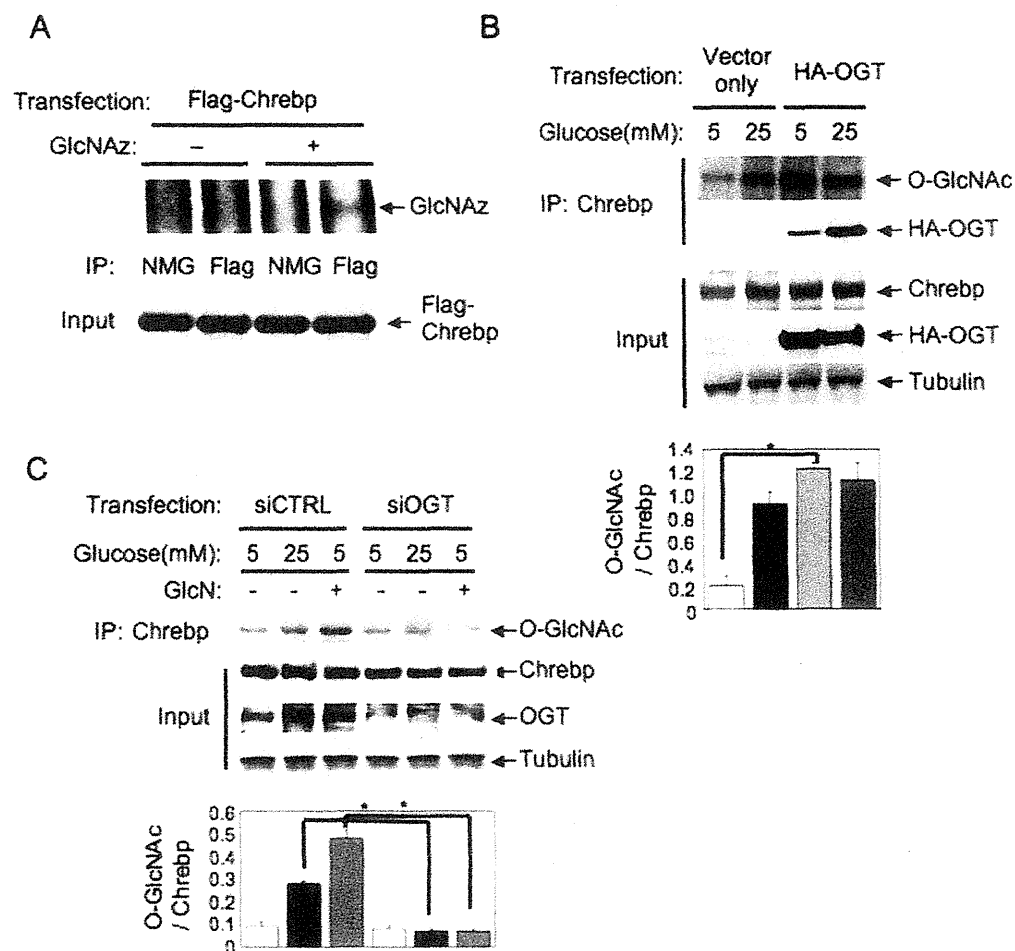 A
Transfection: Flag-Chrebp
GlcNAz: – +
GlcNAz
IP: NMG Flag NMG Flag
Input
Flag-
Chrebp
B
Transfection: Vector only HA-OGT
Glucose(mM): 5 25 5 25
IP: Chrebp
O-GlcNAc
HA-OGT
Input
Chrebp
HA-OGT
Tubulin
O-GlcNAc
/ Chrebp
1.4
1.2
1.0
0.8
0.6
0.4
0.2
0
*
C
Transfection: siCTRL siOGT
Glucose(mM): 5 25 5 5 25 5
GlcN: - - + - - +
IP: Chrebp
O-GlcNAc
Input
Chrebp
OGT
Tubulin
O-GlcNAc
/ Chrebp
0.6
0.5
0.4
0.3
0.2
0.1
0
* *